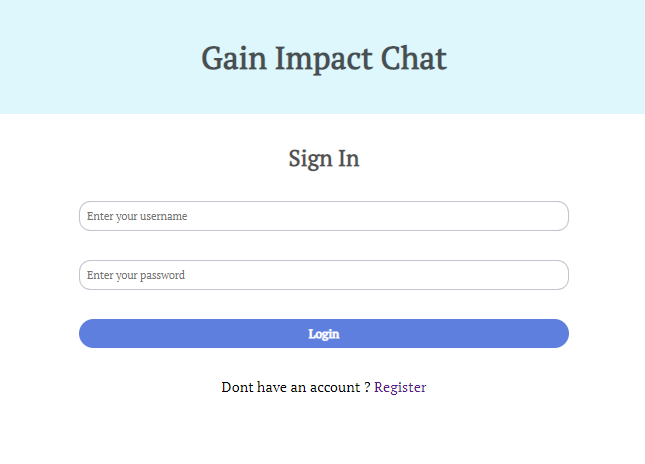 Gain Impact Chat
Sign In
Enter your username
Enter your password
Login
Dont have an account ? Register